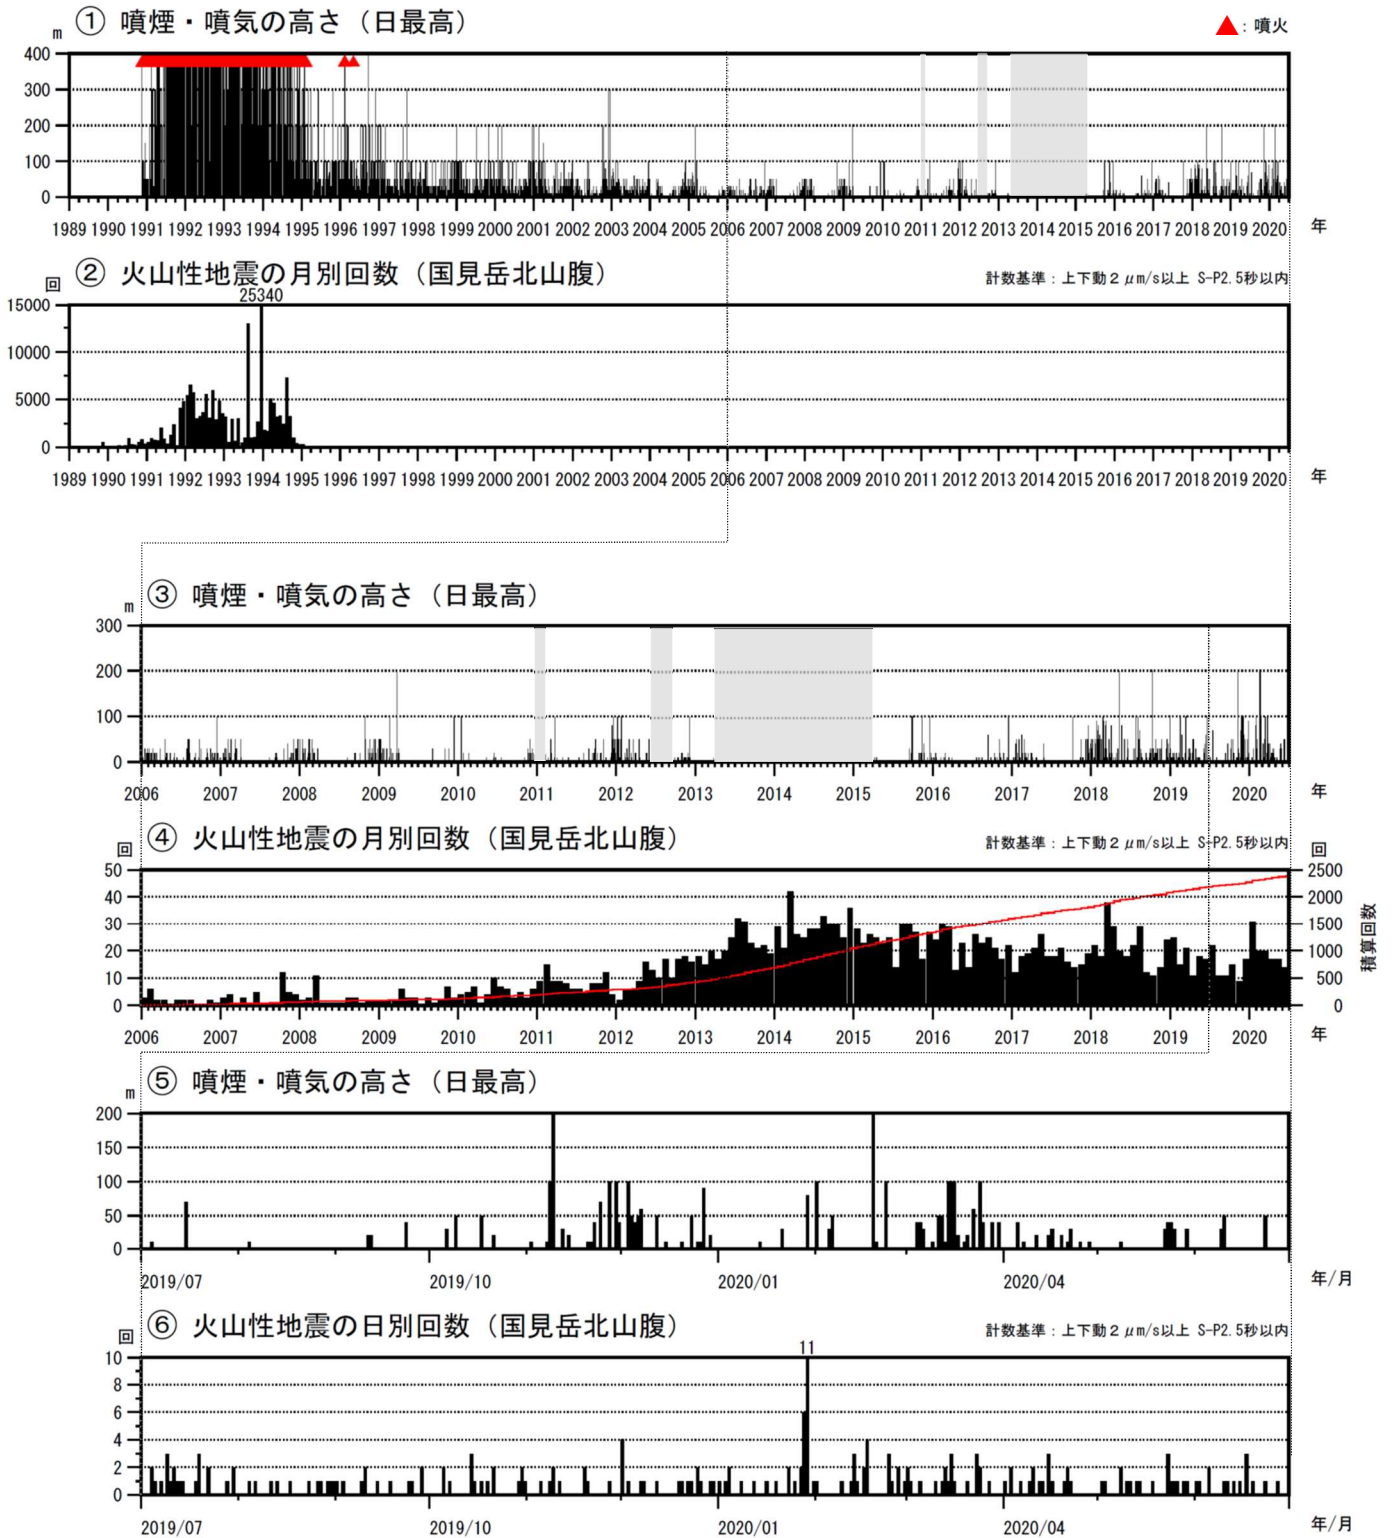 ① 噴煙・噴気の高さ（日最高）
▲：噴火
m
400
300
200
100
0
1989 1990 1991 1992 1993 1994 1995 1996 1997 1998 1999 2000 2001 2002 2003 2004 2005 2006 2007 2008 2009 2010 2011 2012 2013 2014 2015 2016 2017 2018 2019 2020 年
② 火山性地震の月別回数（国見岳北山腹）
計数基準：上下動２μm/s以上 S-P2.5秒以内
回
25340
15000
10000
5000
0
1989 1990 1991 1992 1993 1994 1995 1996 1997 1998 1999 2000 2001 2002 2003 2004 2005 2006 2007 2008 2009 2010 2011 2012 2013 2014 2015 2016 2017 2018 2019 2020 年
③ 噴煙・噴気の高さ（日最高）
m
300
200
100
0
2006 2007 2008 2009 2010 2011 2012 2013 2014 2015 2016 2017 2018 2019 2020 年
④ 火山性地震の月別回数（国見岳北山腹）
計数基準：上下動２μm/s以上 S-P2.5秒以内
回 回
50 2500
40 2000
30 1500
20 1000
10 500
0 0
積算回数
2006 2007 2008 2009 2010 2011 2012 2013 2014 2015 2016 2017 2018 2019 2020 年
⑤ 噴煙・噴気の高さ（日最高）
m
200
150
100
50
0
2019/07 2019/10 2020/01 2020/04 年/月
⑥ 火山性地震の日別回数（国見岳北山腹）
計数基準：上下動２μm/s以上 S-P2.5秒以内
回
11
10
8
6
4
2
0
2019/07 2019/10 2020/01 2020/04 年/月